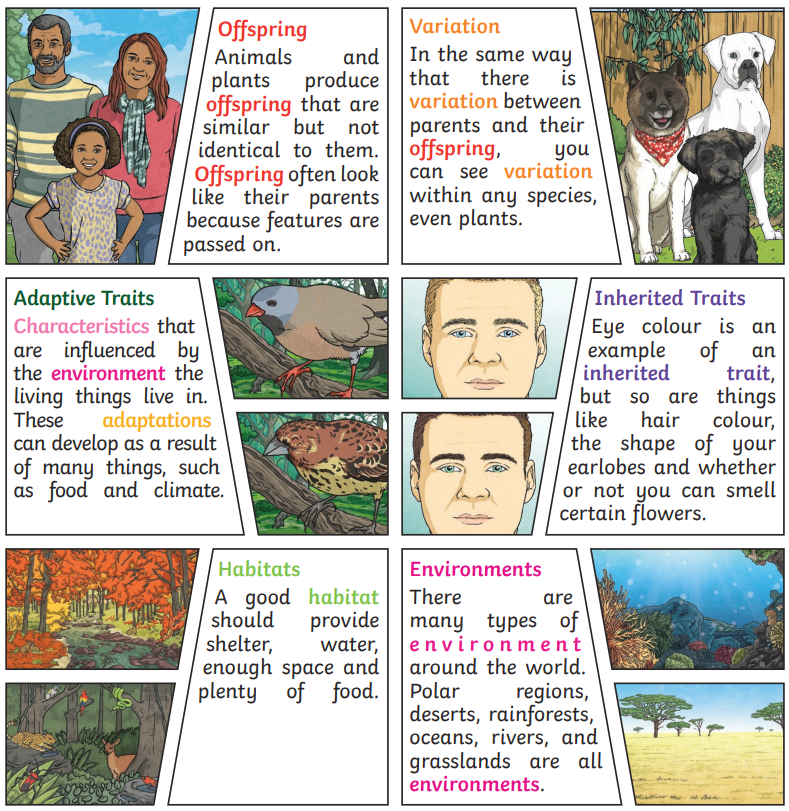 Offspring
Animals and
plants produce
offspring that are
similar but not
identical to them.
Offspring often look
like their parents
because features are
passed on.
Variation
In the same way
that there is
variation between
parents and their
offspring, you
can see variation
within any species,
even plants.
Adaptive Traits
Characteristics that
are influenced by
the environment the
living things live in.
These adaptations
can develop as a result
of many things, such
as food and climate.
Inherited Traits
Eye colour is an
example of an
inherited trait,
but so are things
like hair colour,
the shape of your
earlobes and whether
or not you can smell
certain flowers.
Habitats
A good habitat
should provide
shelter, water,
enough space and
plenty of food.
Environments
There are
many types of
environment
around the world.
Polar regions,
deserts, rainforests,
oceans, rivers, and
grasslands are all
environments.